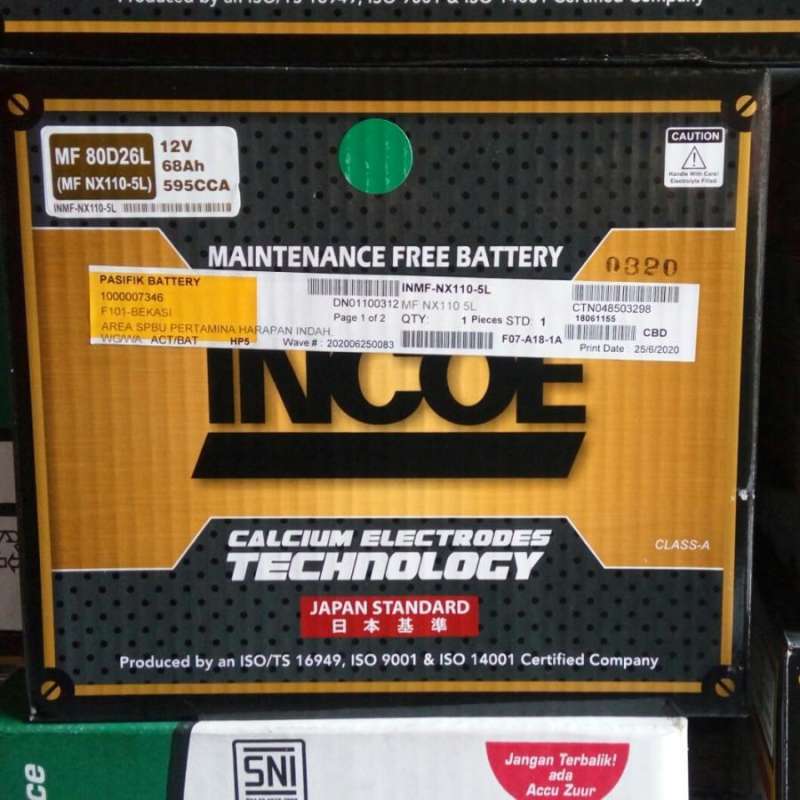 Produced by an ISO/TS 16949, ISO 9001 & ISO 14001 Certified Company
MF 80D26L
(MF NX110-5L)
12V
68Ah
595CCA
INMF-NX110-5L
CAUTION
Handle With Care!
Electrolyte Filled
MAINTENANCE FREE BATTERY
0320
PASIFIK BATTERY
1000007346
F101-BEKASI
AREA SPBU PERTAMINA HARAPAN INDAH.
WG/WA ACT/BAT HP5 Wave # : 202006250083
DN01100312
Page 1 of 2
INMF-NX110-5L
MF NX110 5L
QTY: 1 Pieces STD: 1
F07-A18-1A
CTN048503298
18061155
CBD
Print Date : 25/6/2020
INCOE
CALCIUM ELECTRODES
TECHNOLOGY
CLASS-A
JAPAN STANDARD
日本基準
Produced by an ISO/TS 16949, ISO 9001 & ISO 14001 Certified Company
SNI
Jangan Terbalik!
ada
Accu Zuur